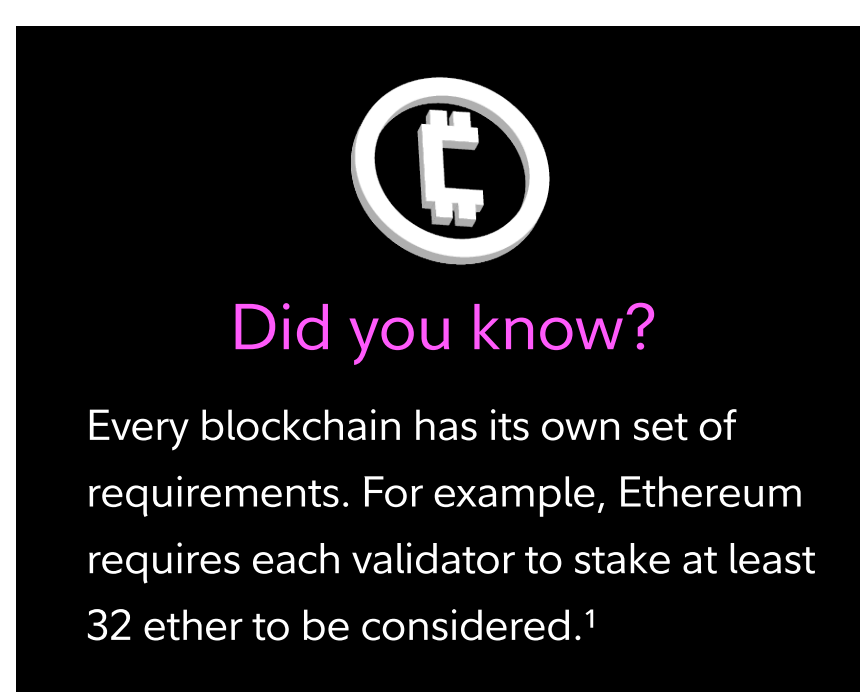 Did you know?
Every blockchain has its own set of
requirements. For example, Ethereum
requires each validator to stake at least
32 ether to be considered.¹